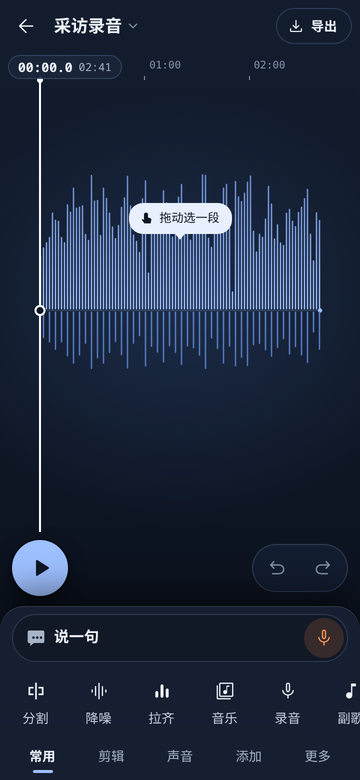 采访录音
导出
00:00.0 02:41
01:00
02:00
拖动选一段
说一句
分割
降噪
拉齐
音乐
录音
副歌
常用
剪辑
声音
添加
更多